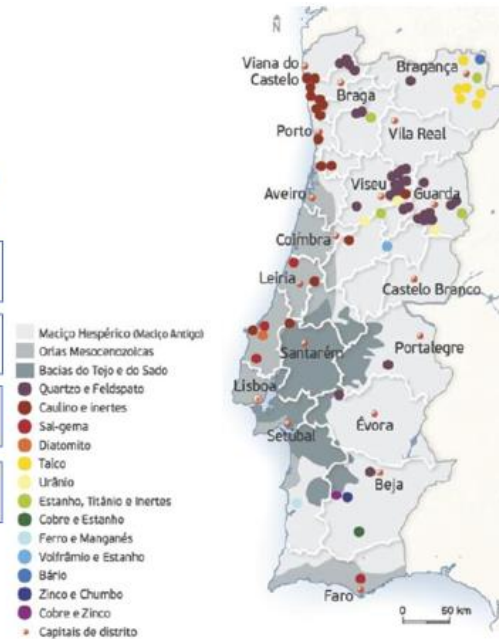 N
Viana do
Castelo
Bragança
Braga
Porto
Vila Real
Viseu
Guarda
Aveiro
Coimbra
Leiria
Castelo Branco
Santarém
Portalegre
Lisboa
Setúbal
Évora
Beja
Faro
0 50 km
Maciço Hespérico (Maciço Antigo)
Orlas Mesocenozoicas
Bacias do Tejo e do Sado
Quartzo e Feldspato
Caulino e inertes
Sal-gema
Diatomito
Talco
Urânio
Estanho, Titânio e Inertes
Cobre e Estanho
Ferro e Manganés
Volfrâmio e Estanho
Bário
Zinco e Chumbo
Cobre e Zinco
Capitais de distrito